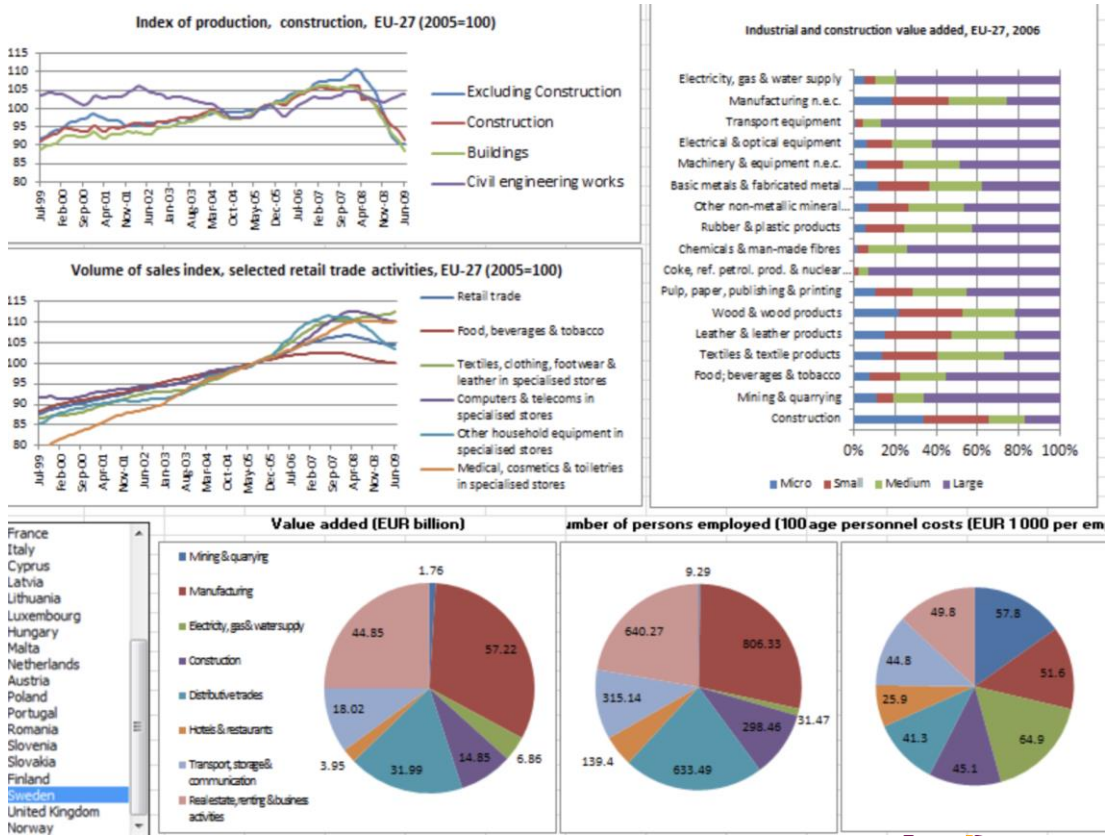 Index of production, construction, EU-27 (2005=100)
115
110
105
100
95
90
85
80
Jul-99
Feb-00
Sep-00
Apr-01
Nov-01
Jun-02
Jan-03
Aug-03
Mar-04
Oct-04
May-05
Dec-05
Jul-06
Feb-07
Sep-07
Apr-08
Nov-08
Jun-09
Excluding Construction
Construction
Buildings
Civil engineering works
Volume of sales index, selected retail trade activities, EU-27 (2005=100)
115
110
105
100
95
90
85
80
Jul-99
Feb-00
Sep-00
Apr-01
Nov-01
Jun-02
Jan-03
Aug-03
Mar-04
Oct-04
May-05
Dec-05
Jul-06
Feb-07
Sep-07
Apr-08
Nov-08
Jun-09
Retail trade
Food, beverages & tobacco
Textiles, clothing, footwear &
leather in specialised stores
Computers & telecoms in
specialised stores
Other household equipment in
specialised stores
Medical, cosmetics & toiletries
in specialised stores
Industrial and construction value added, EU-27, 2006
Electricity, gas & water supply
Manufacturing n.e.c.
Transport equipment
Electrical & optical equipment
Machinery & equipment n.e.c.
Basic metals & fabricated metal...
Other non-metallic mineral...
Rubber & plastic products
Chemicals & man-made fibres
Coke, ref. petrol. prod. & nuclear...
Pulp, paper, publishing & printing
Wood & wood products
Leather & leather products
Textiles & textile products
Food; beverages & tobacco
Mining & quarrying
Construction
0% 20% 40% 60% 80% 100%
Micro Small Medium Large
France
Italy
Cyprus
Latvia
Lithuania
Luxembourg
Hungary
Malta
Netherlands
Austria
Poland
Portugal
Romania
Slovenia
Slovakia
Finland
Sweden
United Kingdom
Norway
Value added (EUR billion)
Mining & quarrying
Manufacturing
Electricity, gas & water supply
Construction
Distributive trades
Hotels & restaurants
Transport, storage &
communication
Real estate, renting & business
activities
1.76
57.22
6.86
14.85
31.99
3.95
18.02
44.85
umber of persons employed (100
9.29
806.33
31.47
298.46
633.49
139.4
315.14
640.27
age personnel costs (EUR 1 000 per em
57.8
51.6
64.9
45.1
41.3
25.9
44.8
49.8